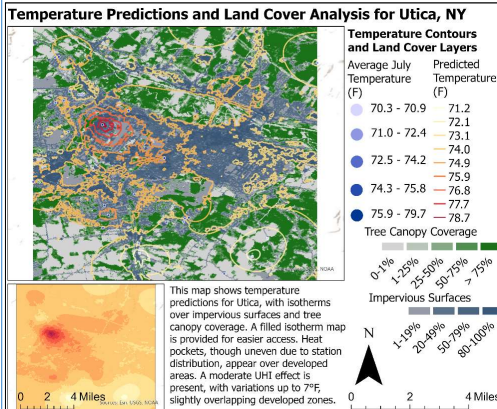 Temperature Predictions and Land Cover Analysis for Utica, NY
Temperature Contours
and Land Cover Layers
Average July
Temperature
(F)
70.3 - 70.9
71.0 - 72.4
72.5 - 74.2
74.3 - 75.8
75.9 - 79.7
Predicted
Temperature
(F)
71.2
72.1
73.1
74.0
74.9
75.9
76.8
77.7
78.7
Tree Canopy Coverage
0-1%
1-25%
25-50%
50-75%
> 75%
Impervious Surfaces
1-19%
20-49%
50-79%
80-100%
NOAA
This map shows temperature
predictions for Utica, with isotherms
over impervious surfaces and tree
canopy coverage. A filled isotherm map
is provided for easier access. Heat
pockets, though uneven due to station
distribution, appear over developed
areas. A moderate UHI effect is
present, with variations up to 7°F,
slightly overlapping developed zones.
0 2 4 Miles
Sources: Esri, USGS, NOAA
N
0 2 4 Miles